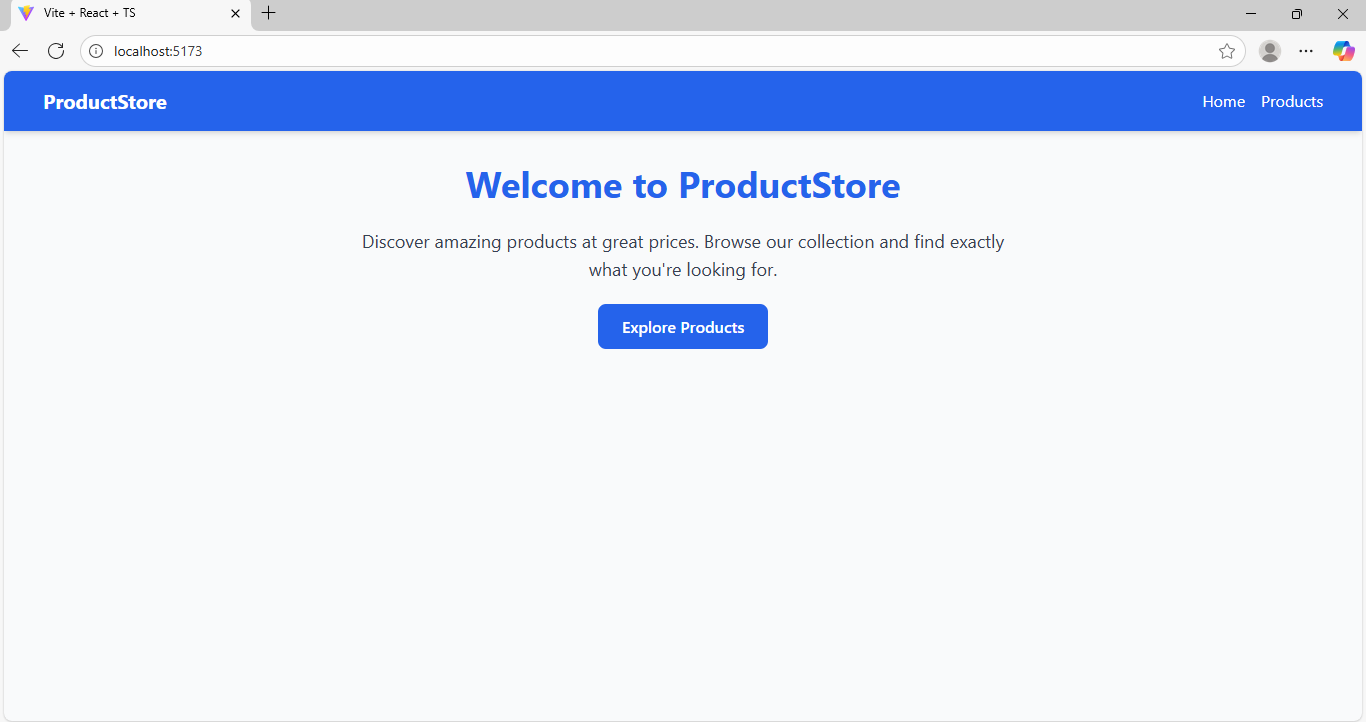 Vite + React + TS
localhost:5173
ProductStore
Home Products
Welcome to ProductStore
Discover amazing products at great prices. Browse our collection and find exactly
what you're looking for.
Explore Products